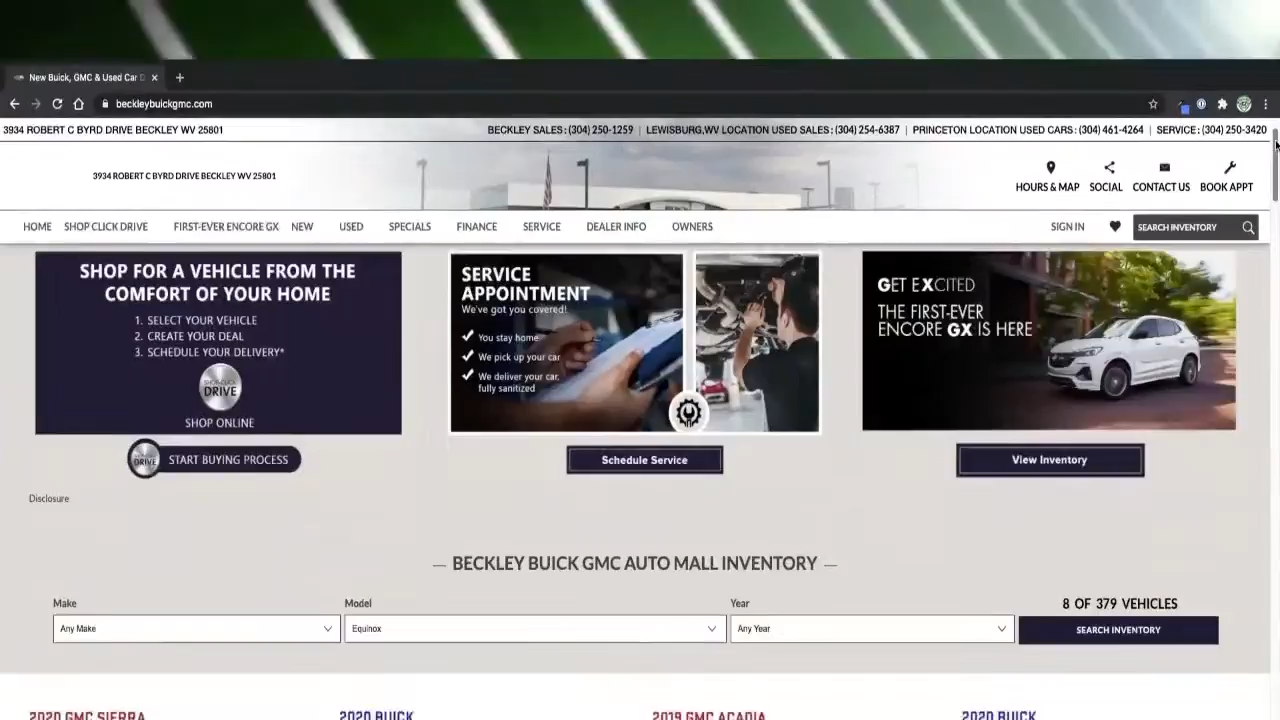 New Buick, GMC & Used Car D
beckleybuickgmc.com
3934 ROBERT C BYRD DRIVE BECKLEY WV 25801
BECKLEY SALES: (304) 250-1259 | LEWISBURG,WV LOCATION USED SALES: (304) 254-6387 | PRINCETON LOCATION USED CARS: (304) 461-4264 | SERVICE: (304) 250-3420
3934 ROBERT C BYRD DRIVE BECKLEY WV 25801
HOURS & MAP SOCIAL CONTACT US BOOK APPT
HOME SHOP CLICK DRIVE FIRST-EVER ENCORE GX NEW USED SPECIALS FINANCE SERVICE DEALER INFO OWNERS SIGN IN SEARCH INVENTORY
SHOP FOR A VEHICLE FROM THE
COMFORT OF YOUR HOME
1. SELECT YOUR VEHICLE
2. CREATE YOUR DEAL
3. SCHEDULE YOUR DELIVERY*
SHOP·CLICK
DRIVE
SHOP ONLINE
DRIVE
START BUYING PROCESS
SERVICE
APPOINTMENT
We've got you covered!
You stay home
We pick up your car
We deliver your car,
fully sanitized
Schedule Service
GET EXCITED
THE FIRST-EVER
ENCORE GX IS HERE
View Inventory
Disclosure
BECKLEY BUICK GMC AUTO MALL INVENTORY
Make Model Year 8 OF 379 VEHICLES
Any Make Equinox Any Year SEARCH INVENTORY
2020 GMC SIERRA 2020 BUICK 2019 GMC ACADIA 2020 BUICK